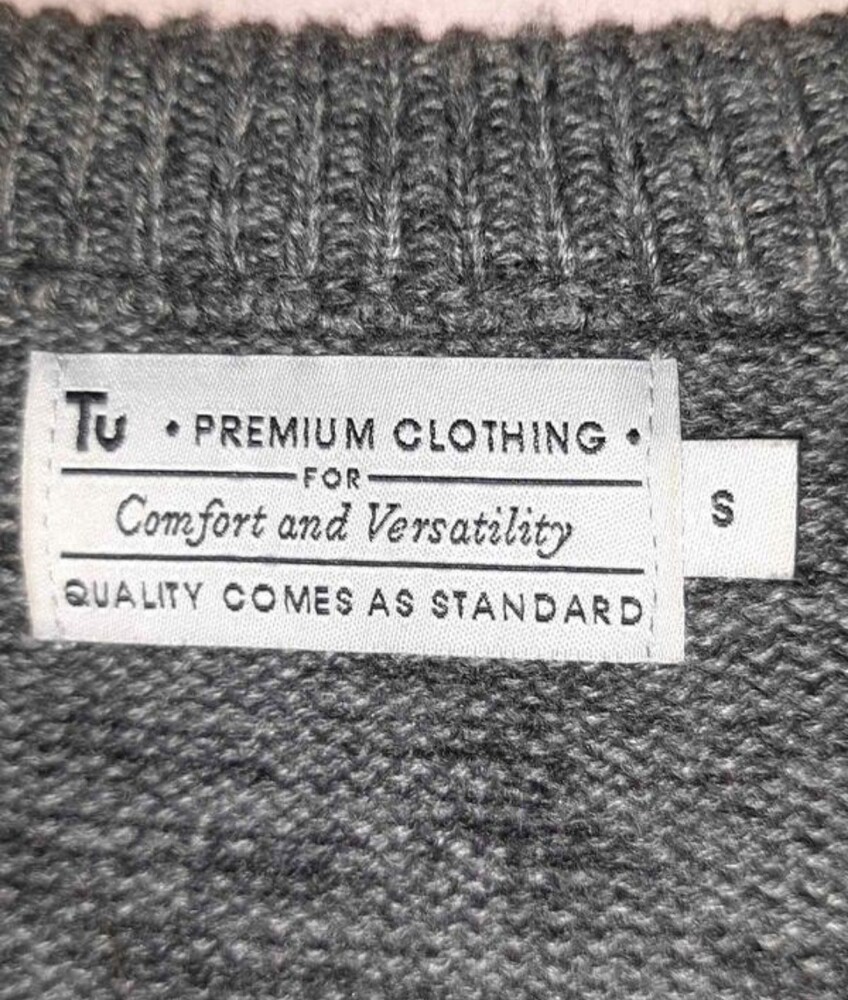 Tu • PREMIUM CLOTHING •
FOR
Comfort and Versatility
QUALITY COMES AS STANDARD
S